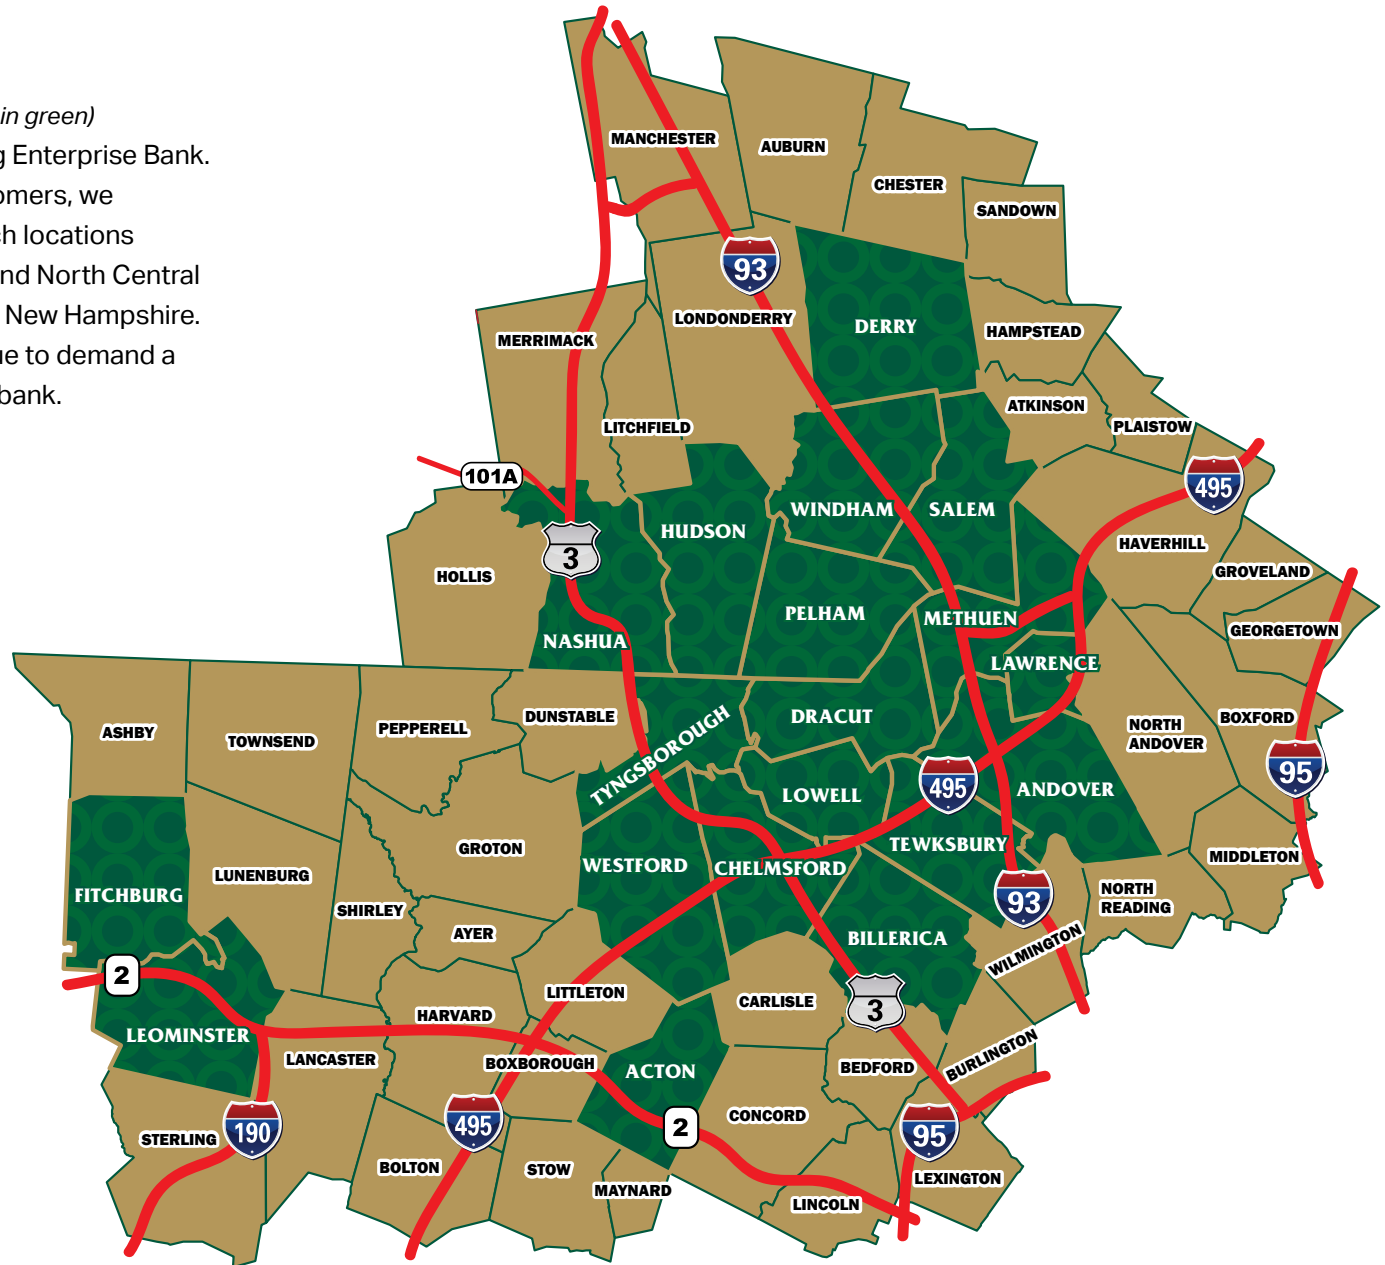 in green)
g Enterprise Bank.
omers, we
h locations
nd North Central
New Hampshire.
ue to demand a
bank.
MANCHESTER
AUBURN
CHESTER
SANDOWN
93
LONDONDERRY
DERRY
HAMPSTEAD
MERRIMACK
ATKINSON
LITCHFIELD
PLAISTOW
101A
495
WINDHAM
SALEM
HUDSON
HAVERHILL
3
HOLLIS
GROVELAND
PELHAM
METHUEN
GEORGETOWN
NASHUA
LAWRENCE
DUNSTABLE
DRACUT
BOXFORD
PEPPERELL
ASHBY
TOWNSEND
NORTH
ANDOVER
TYNGSBOROUGH
95
495
ANDOVER
LOWELL
TEWKSBURY
GROTON
MIDDLETON
WESTFORD
CHELMSFORD
LUNENBURG
FITCHBURG
NORTH
READING
93
SHIRLEY
AYER
BILLERICA
WILMINGTON
2
LITTLETON
CARLISLE
3
HARVARD
LEOMINSTER
LANCASTER
BOXBOROUGH
BEDFORD
BURLINGTON
ACTON
CONCORD
495
190
2
95
STERLING
BOLTON
STOW
LEXINGTON
MAYNARD
LINCOLN